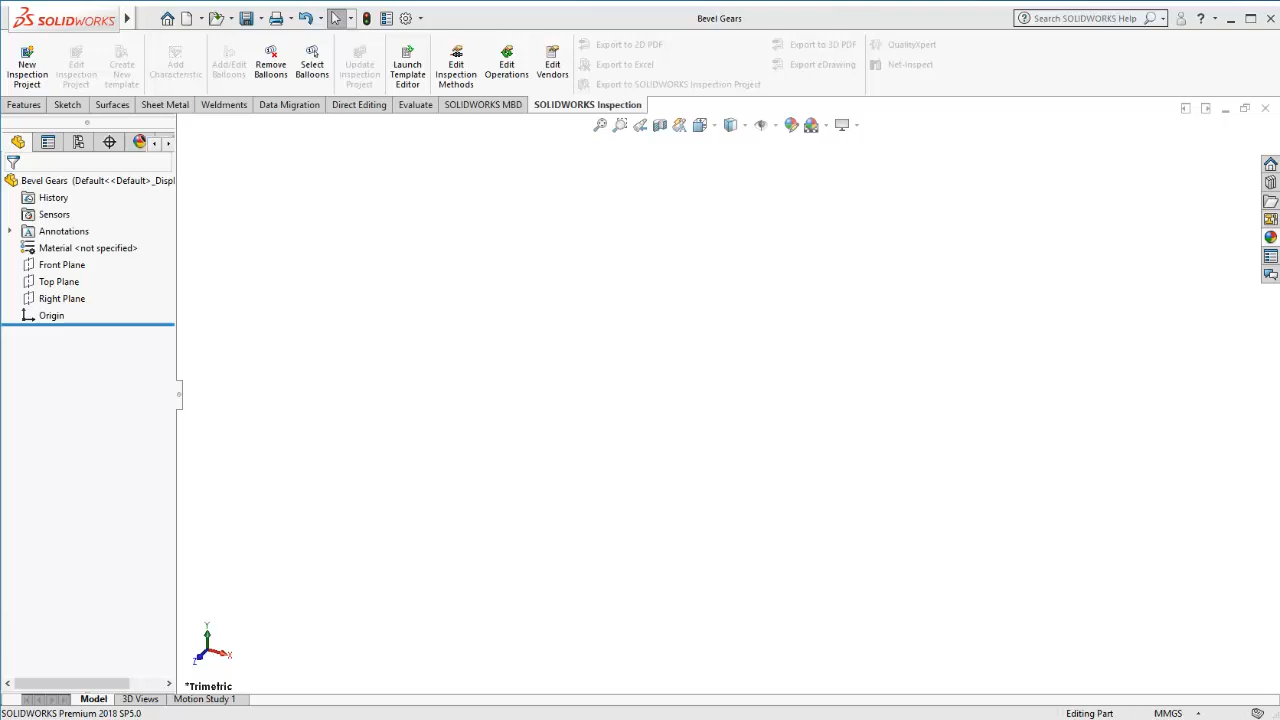 SOLIDWORKS
Bevel Gears
Search SOLIDWORKS Help
?
New Inspection Project
Edit Inspection Project
Create New template
Add Characteristic
Add/Edit Balloons
Remove Balloons
Select Balloons
Update Inspection Project
Launch Template Editor
Edit Inspection Methods
Edit Operations
Edit Vendors
Export to 2D PDF
Export to Excel
Export to SOLIDWORKS Inspection Project
Export to 3D PDF
Export eDrawing
QualityXpert
Net-Inspect
Features
Sketch
Surfaces
Sheet Metal
Weldments
Data Migration
Direct Editing
Evaluate
SOLIDWORKS MBD
SOLIDWORKS Inspection
Bevel Gears (Default<<Default>_Displ
History
Sensors
Annotations
Material <not specified>
Front Plane
Top Plane
Right Plane
Origin
Y
X
Z
*Trimetric
Model
3D Views
Motion Study 1
SOLIDWORKS Premium 2018 SP5.0
Editing Part
MMGS